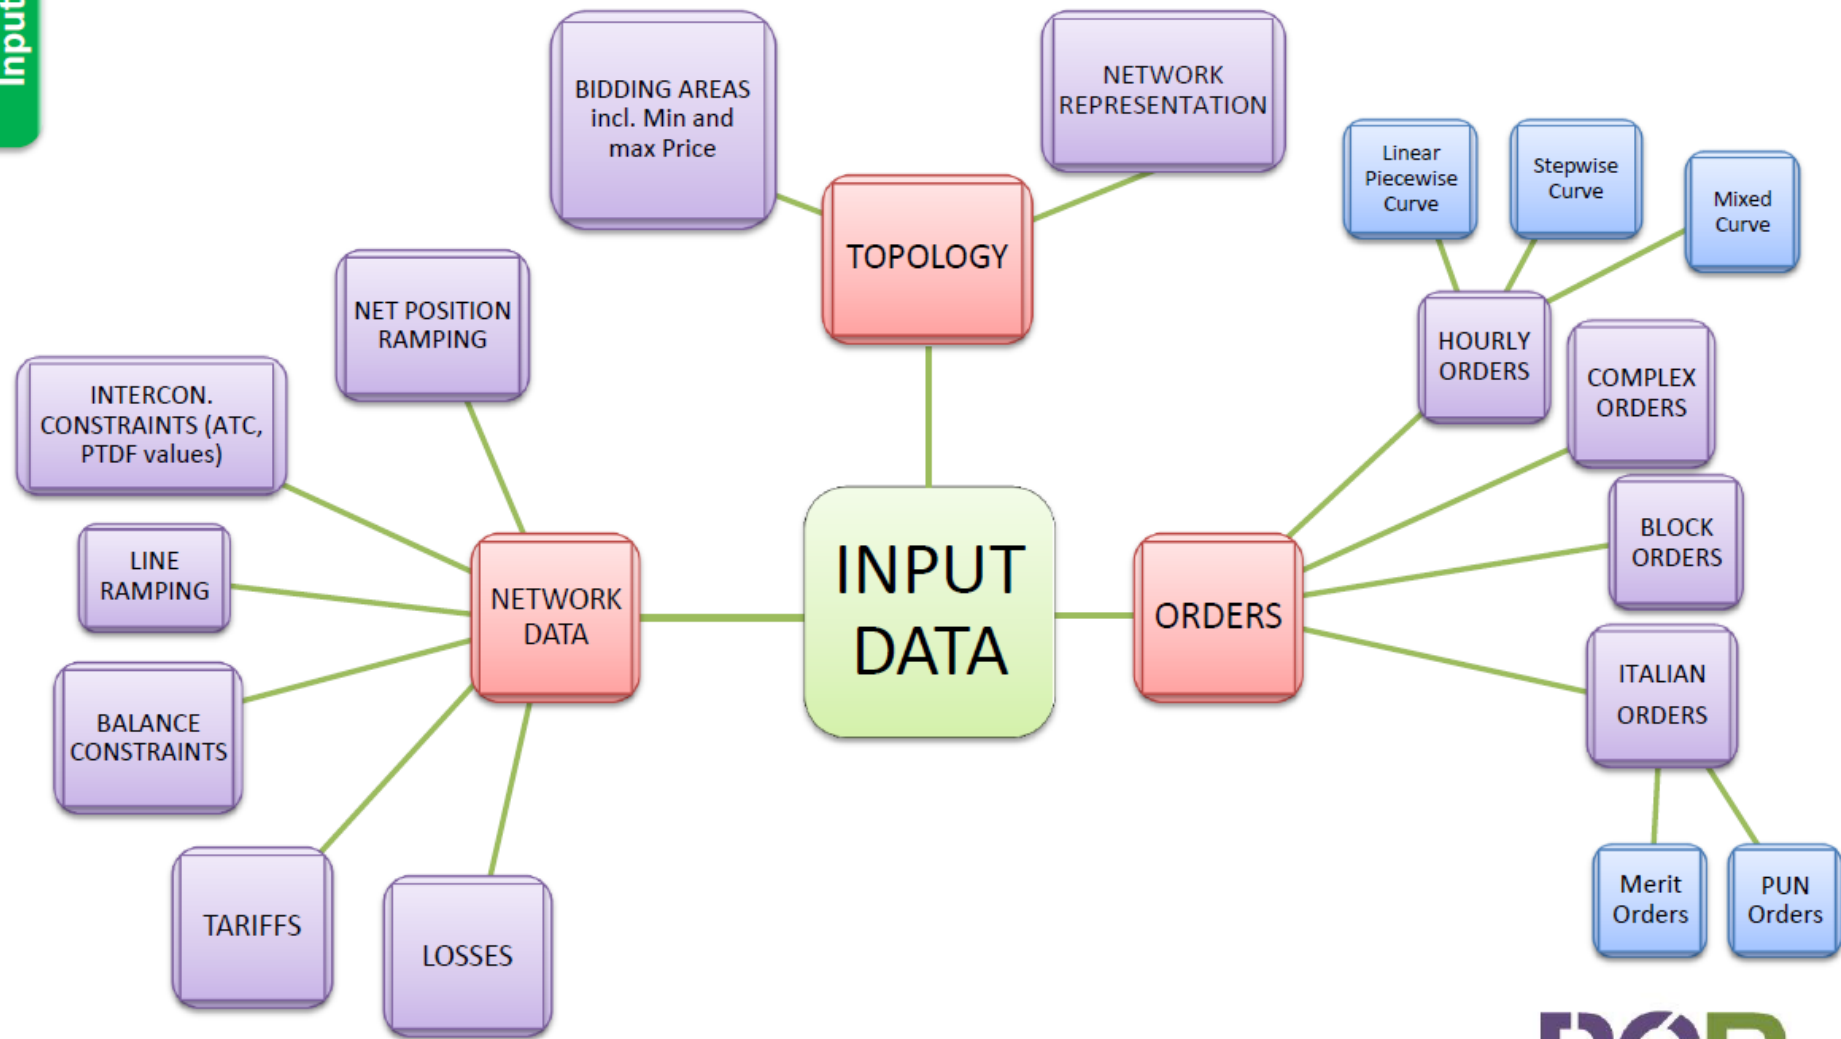 Input
BIDDING AREAS
incl. Min and
max Price
NETWORK
REPRESENTATION
TOPOLOGY
Linear
Piecewise
Curve
Stepwise
Curve
Mixed
Curve
HOURLY
ORDERS
COMPLEX
ORDERS
BLOCK
ORDERS
ITALIAN
ORDERS
Merit
Orders
PUN
Orders
ORDERS
INPUT
DATA
NETWORK
DATA
NET POSITION
RAMPING
INTERCON.
CONSTRAINTS (ATC,
PTDF values)
LINE
RAMPING
BALANCE
CONSTRAINTS
TARIFFS
LOSSES